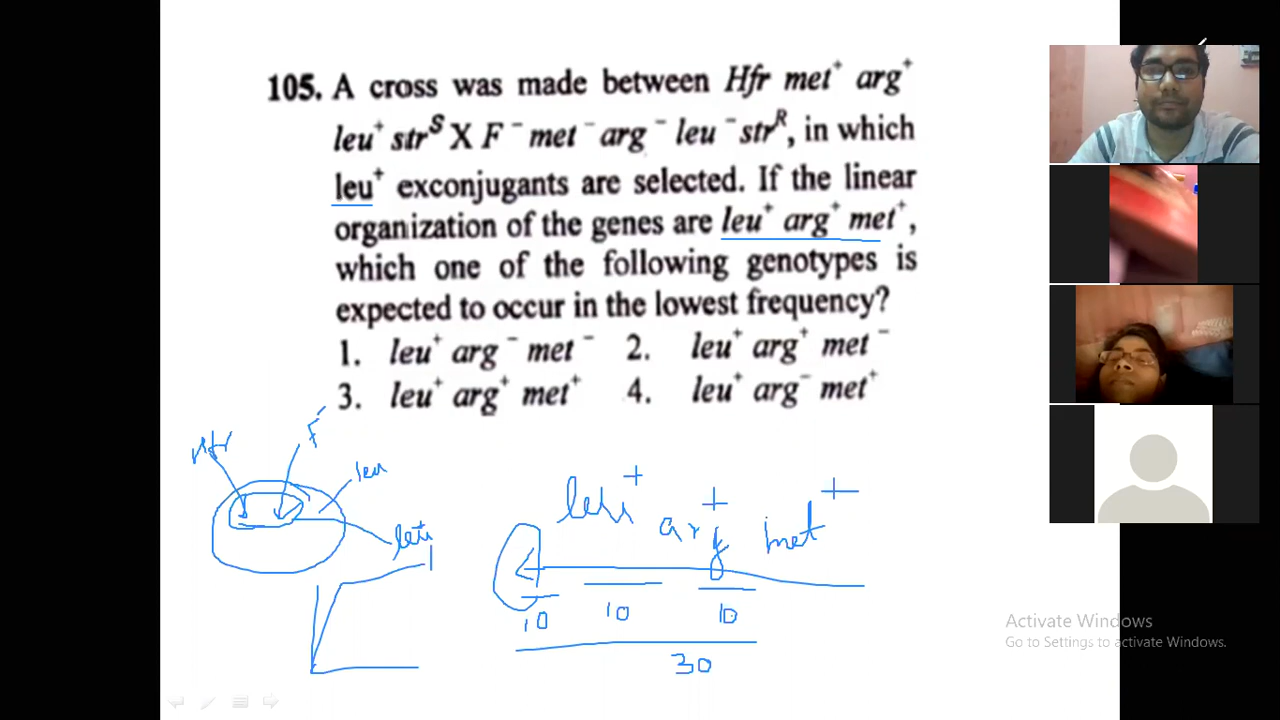 105. A cross was made between Hfr met⁺ arg⁺
leu⁺ strˢ X F⁻ met⁻ arg⁻ leu⁻ strᴿ, in which
leu⁺ exconjugants are selected. If the linear
organization of the genes are leu⁺ arg⁺ met⁺,
which one of the following genotypes is
expected to occur in the lowest frequency?
1. leu⁺ arg⁻ met⁻ 2. leu⁺ arg⁺ met⁻
3. leu⁺ arg⁺ met⁺ 4. leu⁺ arg⁻ met⁺
Hfr F⁻
leu
leu⁺
leu⁺ arg⁺ met⁺
10 10 10
30
Activate Windows
Go to Settings to activate Windows.